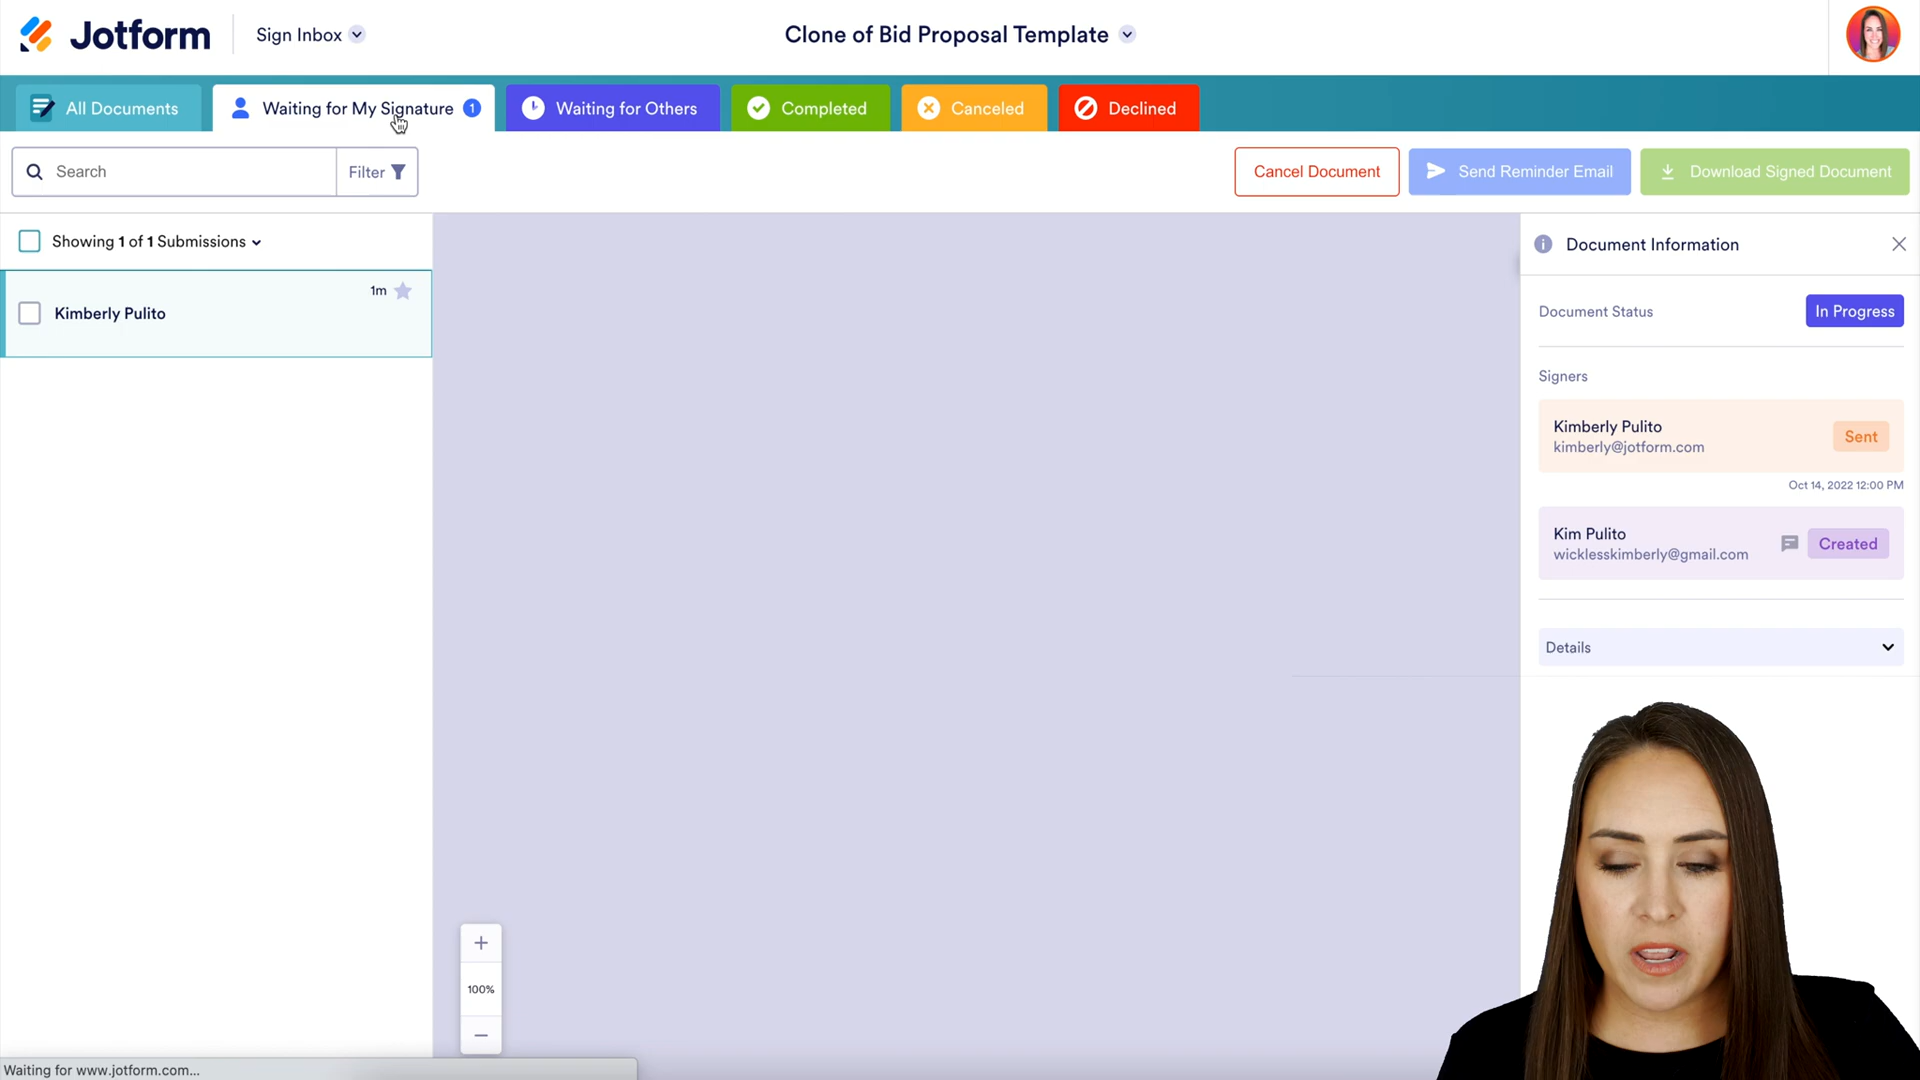 Jotform
Sign Inbox
Clone of Bid Proposal Template
All Documents
Waiting for My Signature 1
Waiting for Others
Completed
Canceled
Declined
Search
Filter
Cancel Document
Send Reminder Email
Download Signed Document
Showing 1 of 1 Submissions
1m
Kimberly Pulito
Document Information
Document Status
In Progress
Signers
Kimberly Pulito
kimberly@jotform.com
Sent
Oct 14, 2022 12:00 PM
Kim Pulito
wicklesskimberly@gmail.com
Created
Details
100%
Waiting for www.jotform.com...